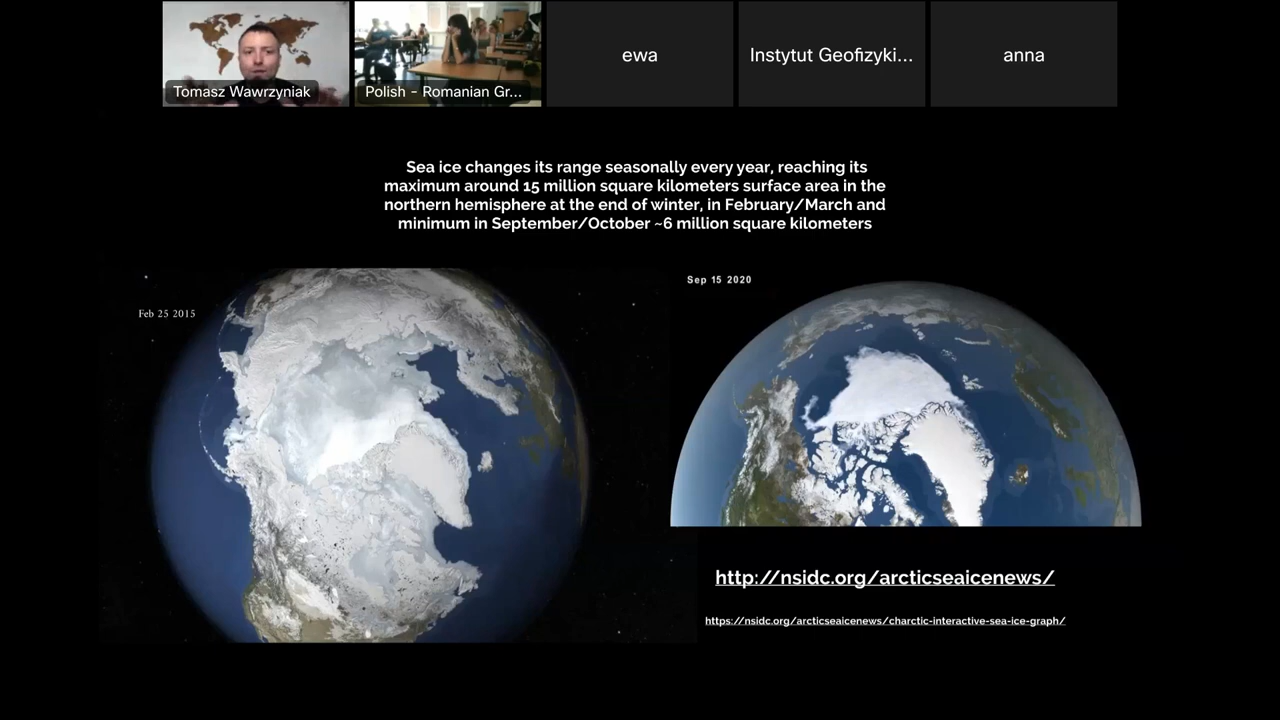 ewa
Instytut Geofizyki...
anna
Tomasz Wawrzyniak
Polish - Romanian Gr...
Sea ice changes its range seasonally every year, reaching its
maximum around 15 million square kilometers surface area in the
northern hemisphere at the end of winter, in February/March and
minimum in September/October ~6 million square kilometers
Feb 25 2015
Sep 15 2020
http://nsidc.org/arcticseaicenews/
https://nsidc.org/arcticseaicenews/charctic-interactive-sea-ice-graph/